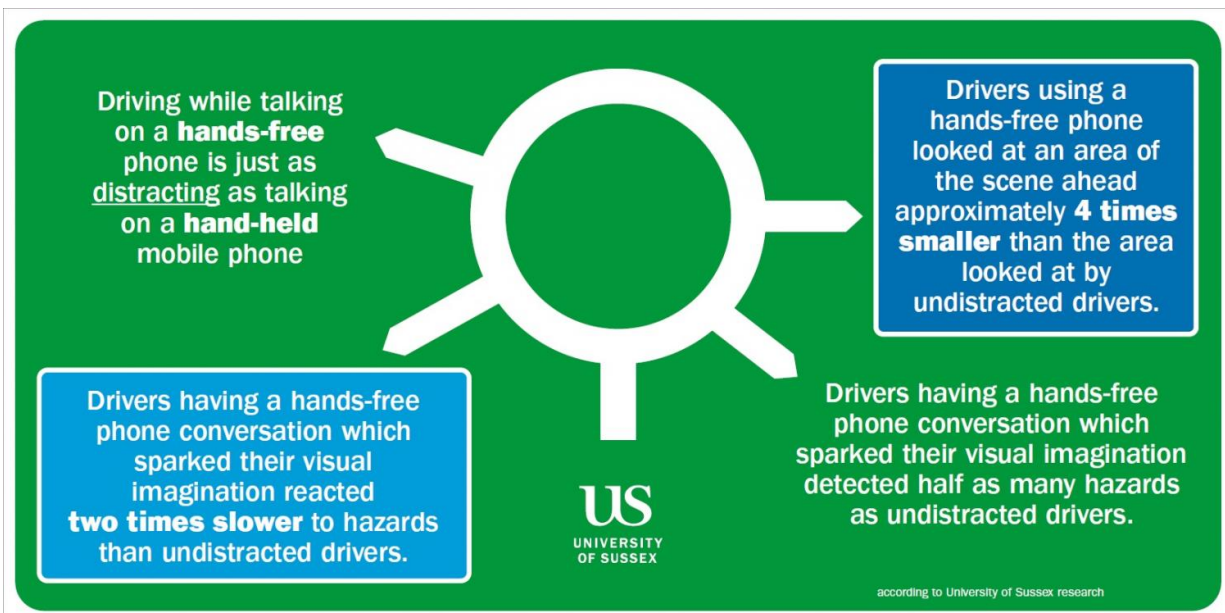 Driving while talking
on a hands-free
phone is just as
distracting as talking
on a hand-held
mobile phone
Drivers using a
hands-free phone
looked at an area of
the scene ahead
approximately 4 times
smaller than the area
looked at by
undistracted drivers.
Drivers having a hands-free
phone conversation which
sparked their visual
imagination reacted
two times slower to hazards
than undistracted drivers.
Drivers having a hands-free
phone conversation which
sparked their visual imagination
detected half as many hazards
as undistracted drivers.
US
UNIVERSITY
OF SUSSEX
according to University of Sussex research